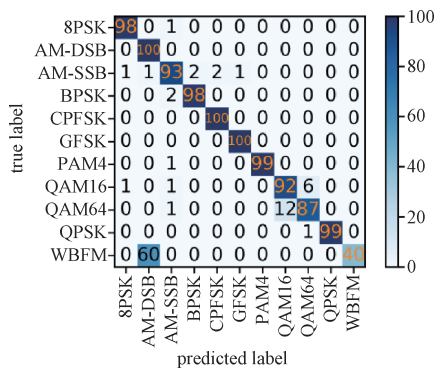 8PSK 98 0 1 0 0 0 0 0 0 0 0
AM-DSB 0 100 0 0 0 0 0 0 0 0 0
AM-SSB 1 1 93 2 2 1 0 0 0 0 0
BPSK 0 0 2 98 0 0 0 0 0 0 0
CPFSK 0 0 0 0 100 0 0 0 0 0 0
GFSK 0 0 0 0 0 100 0 0 0 0 0
PAM4 0 0 1 0 0 0 99 0 0 0 0
QAM16 1 0 1 0 0 0 0 92 6 0 0
QAM64 0 0 1 0 0 0 0 12 87 0 0
QPSK 0 0 0 0 0 0 0 0 1 99 0
WBFM 0 60 0 0 0 0 0 0 0 0 40
true label
8PSK
AM-DSB
AM-SSB
BPSK
CPFSK
GFSK
PAM4
QAM16
QAM64
QPSK
WBFM
predicted label
100
80
60
40
20
0